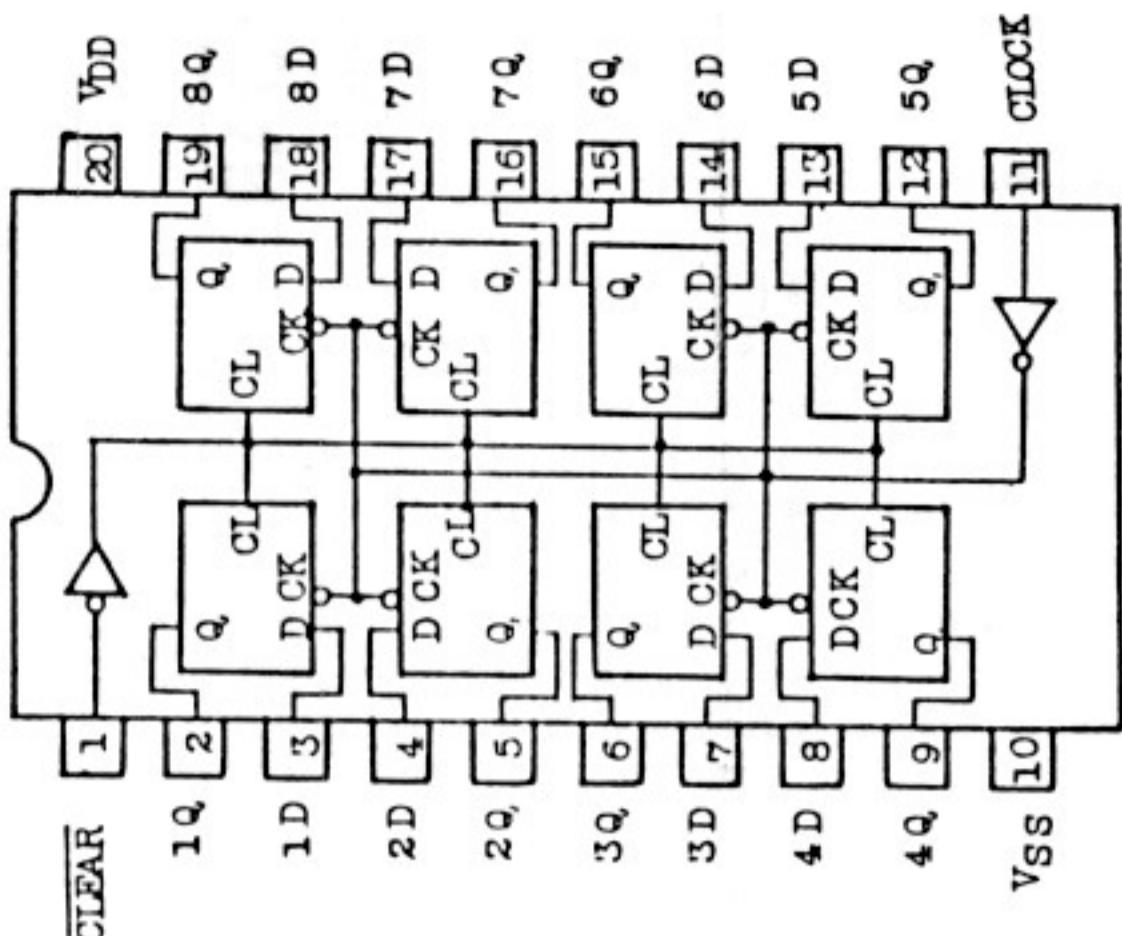 VDD
8Q
8D
7D
7Q
6Q
6D
5D
5Q
CLOCK
20
19
18
17
16
15
14
13
12
11
Q CL CK D
D CK CL Q
Q CL CK D
D CK CL Q
Q CL CK D
D CK CL Q
Q CL CK D
D CK CL Q
1
2
3
4
5
6
7
8
9
10
CLEAR
1Q
1D
2D
2Q
3Q
3D
4D
4Q
VSS